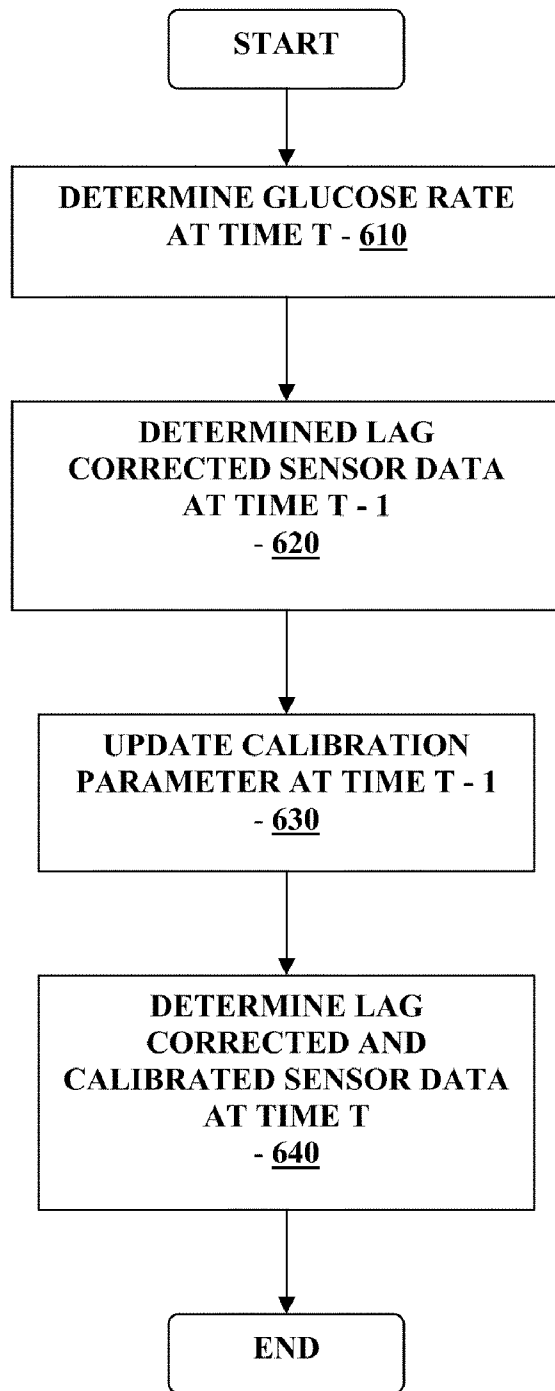 START
DETERMINE GLUCOSE RATE
AT TIME T - 610
DETERMINED LAG
CORRECTED SENSOR DATA
AT TIME T - 1
- 620
UPDATE CALIBRATION
PARAMETER AT TIME T - 1
- 630
DETERMINE LAG
CORRECTED AND
CALIBRATED SENSOR DATA
AT TIME T
- 640
END